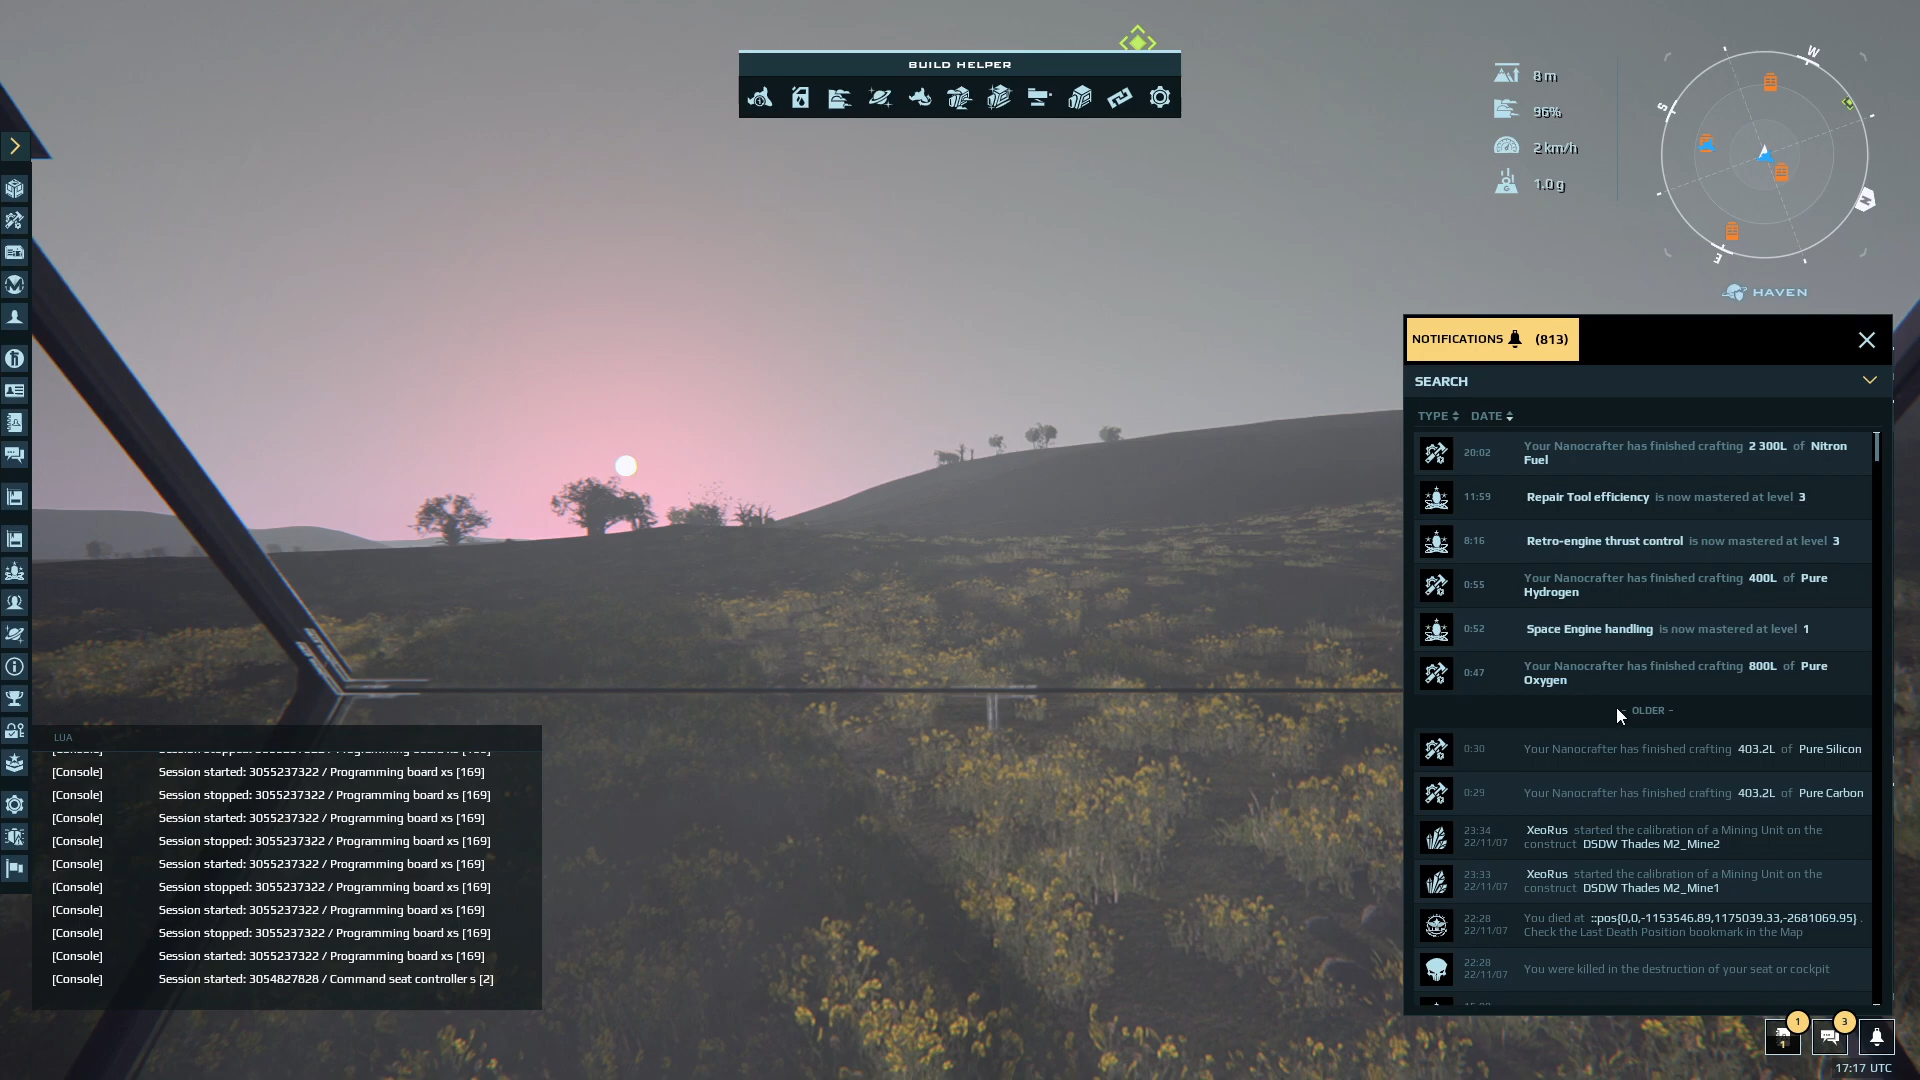 BUILD HELPER
8 m
96%
2 km/h
1.0 g
W
S
N
E
HAVEN
NOTIFICATIONS (813)
SEARCH
TYPE DATE
20:02 Your Nanocrafter has finished crafting 2 300L of Nitron
Fuel
11:59 Repair Tool efficiency is now mastered at level 3
8:16 Retro-engine thrust control is now mastered at level 3
0:55 Your Nanocrafter has finished crafting 400L of Pure
Hydrogen
0:52 Space Engine handling is now mastered at level 1
0:47 Your Nanocrafter has finished crafting 800L of Pure
Oxygen
OLDER -
0:30 Your Nanocrafter has finished crafting 403.2L of Pure Silicon
0:29 Your Nanocrafter has finished crafting 403.2L of Pure Carbon
23:34 XeoRus started the calibration of a Mining Unit on the
22/11/07 construct DSDW Thades M2_Mine2
23:33 XeoRus started the calibration of a Mining Unit on the
22/11/07 construct DSDW Thades M2_Mine1
22:28 You died at ::pos{0,0,-1153546.89,1175039.33,-2681069.95} .
22/11/07 Check the Last Death Position bookmark in the Map
22:28
22/11/07 You were killed in the destruction of your seat or cockpit
LUA
[Console] Session stopped: 3055237322 / Programming board xs [169]
[Console] Session started: 3055237322 / Programming board xs [169]
[Console] Session stopped: 3055237322 / Programming board xs [169]
[Console] Session started: 3055237322 / Programming board xs [169]
[Console] Session stopped: 3055237322 / Programming board xs [169]
[Console] Session started: 3055237322 / Programming board xs [169]
[Console] Session stopped: 3055237322 / Programming board xs [169]
[Console] Session started: 3055237322 / Programming board xs [169]
[Console] Session stopped: 3055237322 / Programming board xs [169]
[Console] Session started: 3055237322 / Programming board xs [169]
[Console] Session started: 3054827828 / Command seat controller s [2]
1
3
1
17:17 UTC